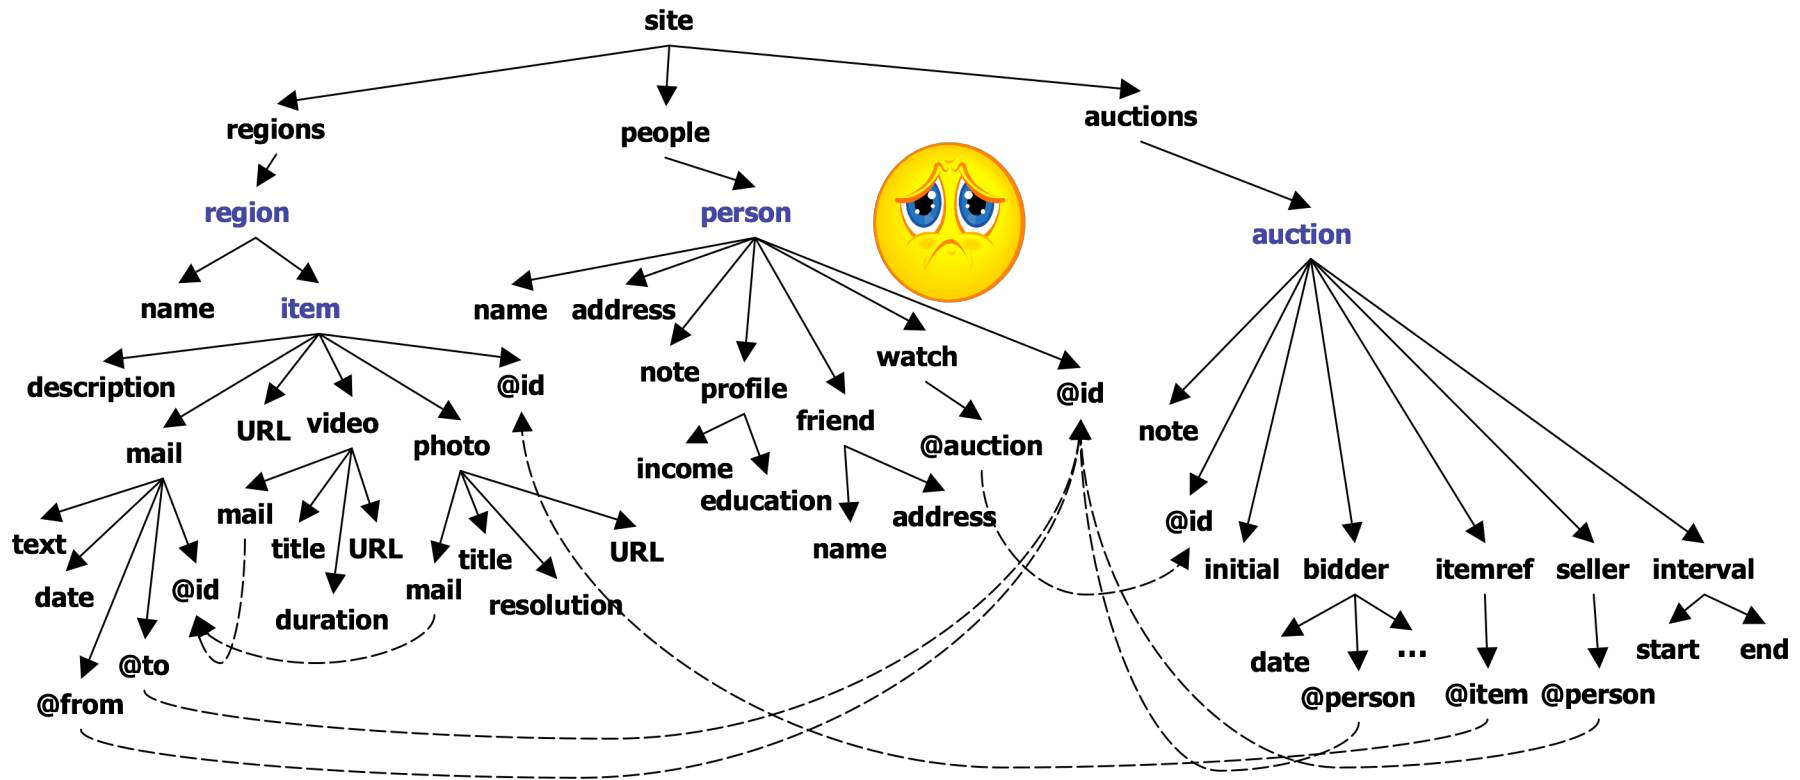 site
regions
people
auctions
region
person
auction
name
item
name
address
note
profile
friend
watch
@id
description
mail
URL
video
photo
@id
income
education
name
address
@auction
note
@id
initial
bidder
itemref
seller
interval
text
date
@from
@to
@id
mail
title
duration
URL
mail
title
resolution
URL
date
@person
...
@item
@person
start
end